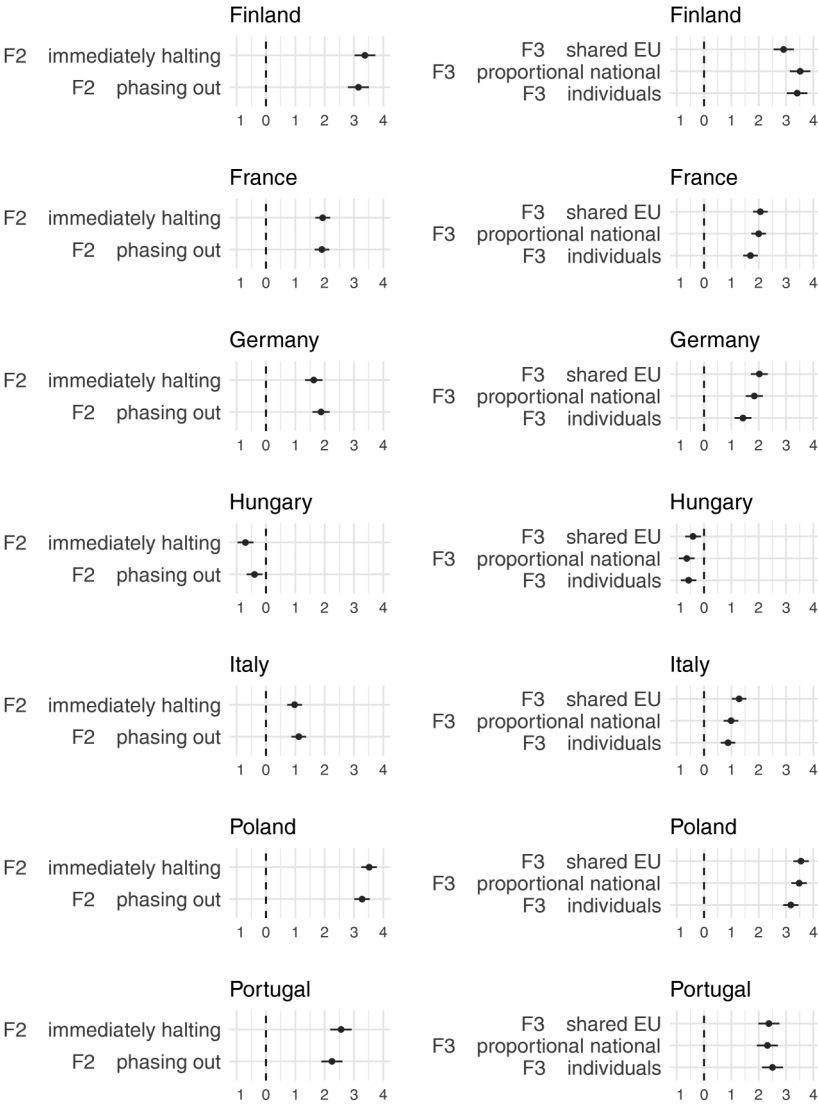 Finland Finland
F2 immediately halting F3 shared EU
F3 proportional national
F2 phasing out F3 individuals
1 0 1 2 3 4 1 0 1 2 3 4
France France
F2 immediately halting F3 shared EU
F3 proportional national
F2 phasing out F3 individuals
1 0 1 2 3 4 1 0 1 2 3 4
Germany Germany
F2 immediately halting F3 shared EU
F3 proportional national
F2 phasing out F3 individuals
1 0 1 2 3 4 1 0 1 2 3 4
Hungary Hungary
F2 immediately halting F3 shared EU
F3 proportional national
F2 phasing out F3 individuals
1 0 1 2 3 4 1 0 1 2 3 4
Italy Italy
F2 immediately halting F3 shared EU
F3 proportional national
F2 phasing out F3 individuals
1 0 1 2 3 4 1 0 1 2 3 4
Poland Poland
F2 immediately halting F3 shared EU
F3 proportional national
F2 phasing out F3 individuals
1 0 1 2 3 4 1 0 1 2 3 4
Portugal Portugal
F2 immediately halting F3 shared EU
F3 proportional national
F2 phasing out F3 individuals
1 0 1 2 3 4 1 0 1 2 3 4